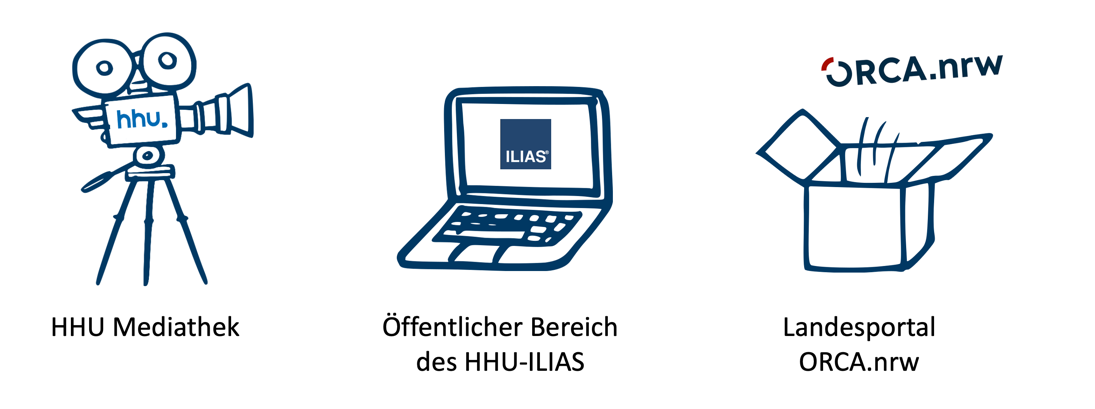 ORCA.nrw
hhu.
ILIAS®
HHU Mediathek
Öffentlicher Bereich
des HHU-ILIAS
Landesportal
ORCA.nrw